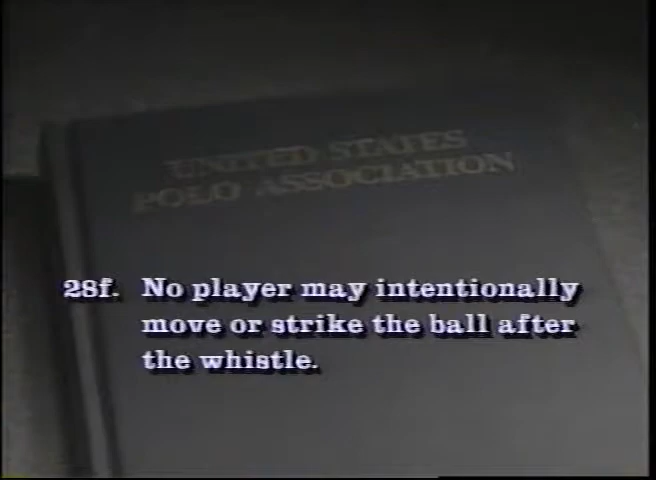 UNITED STATES
POLO ASSOCIATION
28f. No player may intentionally
move or strike the ball after
the whistle.